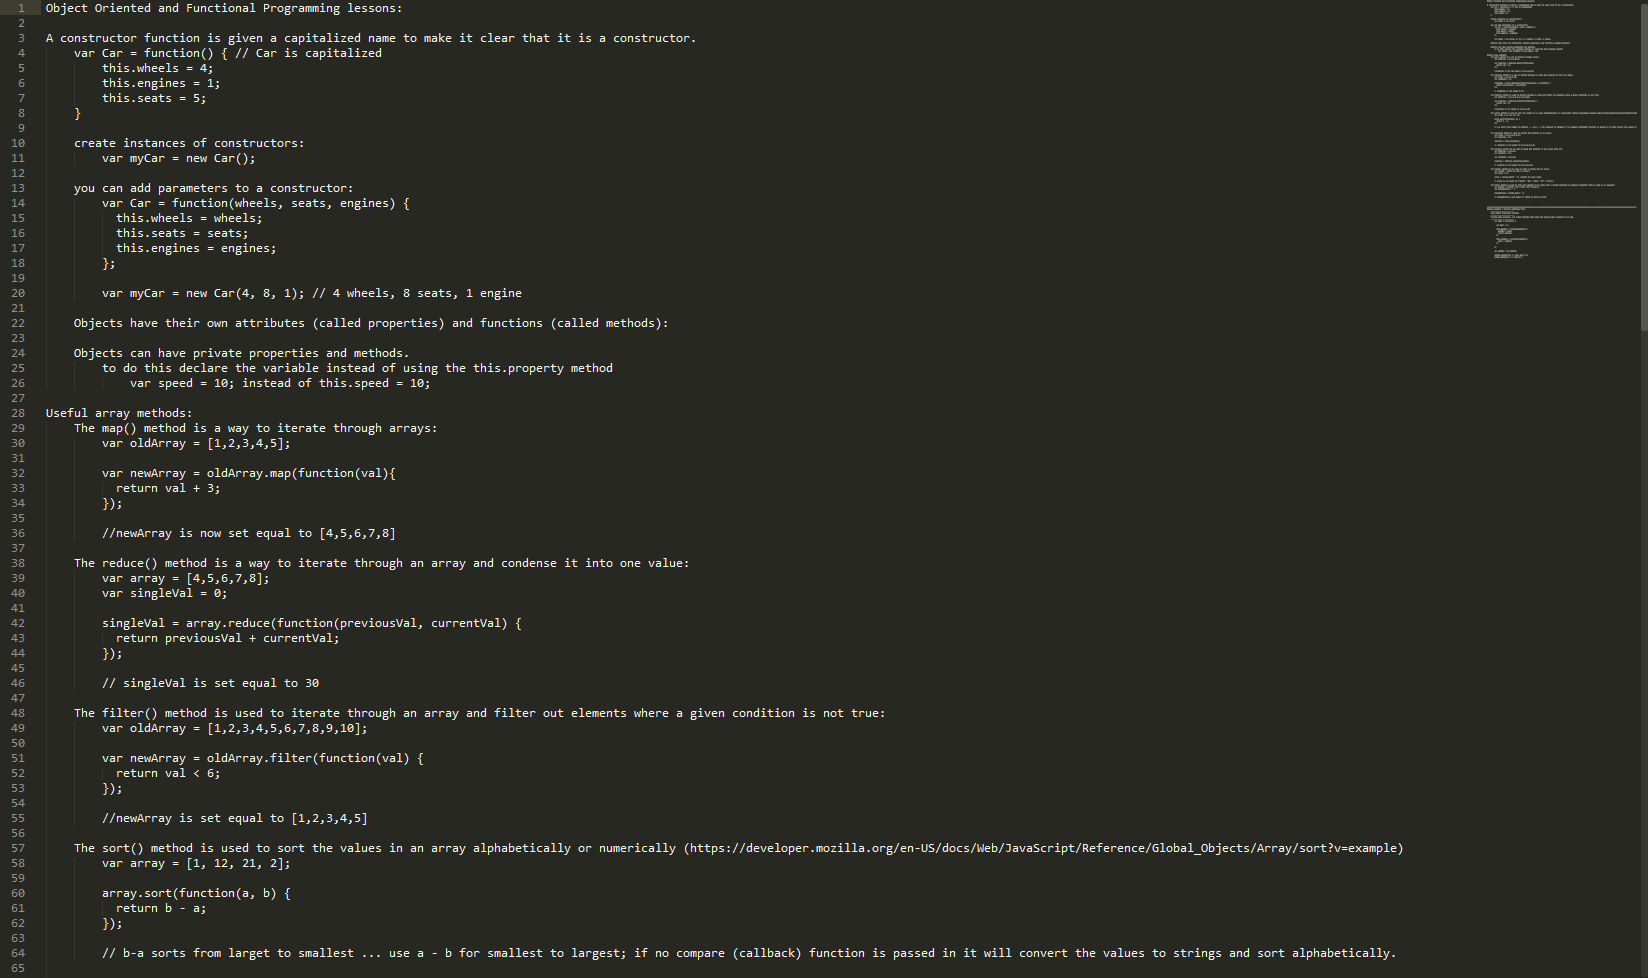 1 Object Oriented and Functional Programming lessons:
2
3 A constructor function is given a capitalized name to make it clear that it is a constructor.
4 var Car = function() { // Car is capitalized
5 this.wheels = 4;
6 this.engines = 1;
7 this.seats = 5;
8 }
9
10 create instances of constructors:
11 var myCar = new Car();
12
13 you can add parameters to a constructor:
14 var Car = function(wheels, seats, engines) {
15 this.wheels = wheels;
16 this.seats = seats;
17 this.engines = engines;
18 };
19
20 var myCar = new Car(4, 8, 1); // 4 wheels, 8 seats, 1 engine
21
22 Objects have their own attributes (called properties) and functions (called methods):
23
24 Objects can have private properties and methods.
25 to do this declare the variable instead of using the this.property method
26 var speed = 10; instead of this.speed = 10;
27
28 Useful array methods:
29 The map() method is a way to iterate through arrays:
30 var oldArray = [1,2,3,4,5];
31
32 var newArray = oldArray.map(function(val){
33 return val + 3;
34 });
35
36 //newArray is now set equal to [4,5,6,7,8]
37
38 The reduce() method is a way to iterate through an array and condense it into one value:
39 var array = [4,5,6,7,8];
40 var singleVal = 0;
41
42 singleVal = array.reduce(function(previousVal, currentVal) {
43 return previousVal + currentVal;
44 });
45
46 // singleVal is set equal to 30
47
48 The filter() method is used to iterate through an array and filter out elements where a given condition is not true:
49 var oldArray = [1,2,3,4,5,6,7,8,9,10];
50
51 var newArray = oldArray.filter(function(val) {
52 return val < 6;
53 });
54
55 //newArray is set equal to [1,2,3,4,5]
56
57 The sort() method is used to sort the values in an array alphabetically or numerically (https://developer.mozilla.org/en-US/docs/Web/JavaScript/Reference/Global_Objects/Array/sort?v=example)
58 var array = [1, 12, 21, 2];
59
60 array.sort(function(a, b) {
61 return b - a;
62 });
63
64 // b-a sorts from larget to smallest ... use a - b for smallest to largest; if no compare (callback) function is passed in it will convert the values to strings and sort alphabetically.
65